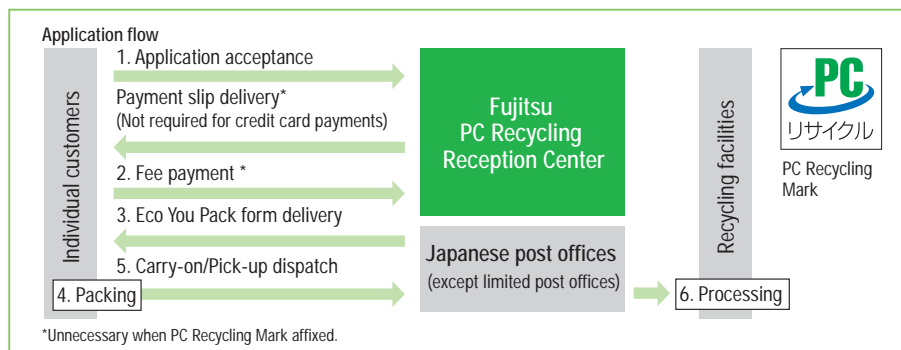 Application flow
1. Application acceptance
Payment slip delivery*
(Not required for credit card payments)
2. Fee payment *
3. Eco You Pack form delivery
5. Carry-on/Pick-up dispatch
4. Packing
Individual customers
Fujitsu
PC Recycling
Reception Center
Japanese post offices
(except limited post offices)
Recycling facilities
6. Processing
PC
リサイクル
PC Recycling
Mark
*Unnecessary when PC Recycling Mark affixed.